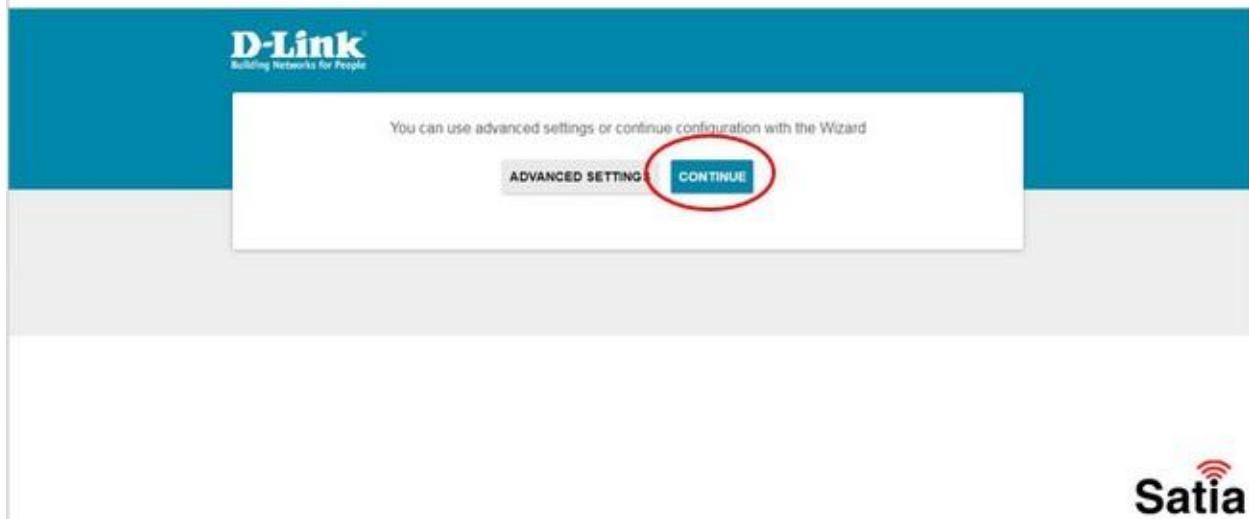 D-Link
Building Networks for People
You can use advanced settings or continue configuration with the Wizard
ADVANCED SETTINGS CONTINUE
Satia